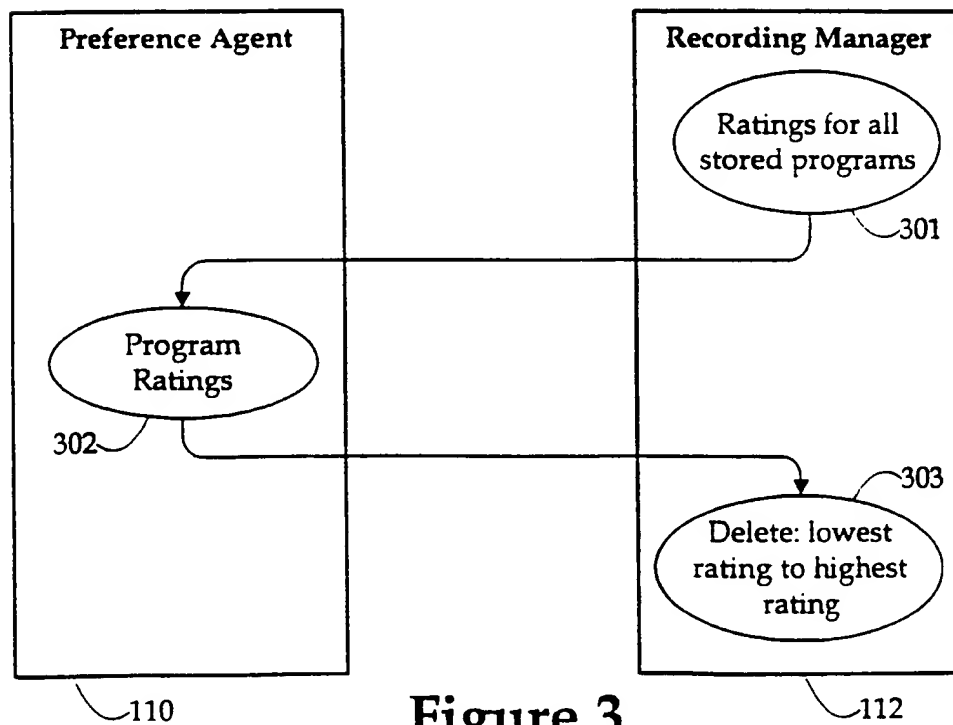 Preference Agent
Recording Manager
Ratings for all
stored programs
301
Program
Ratings
302
303
Delete: lowest
rating to highest
rating
110
112
Figure 3